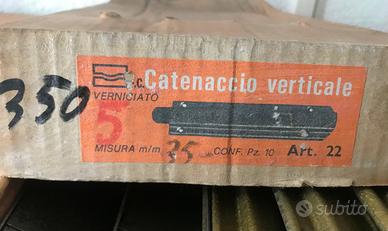 350
.c. Catenaccio verticale
VERNICIATO
5
MISURA m/m 35 CONF. Pz. 10 Art. 22
subito